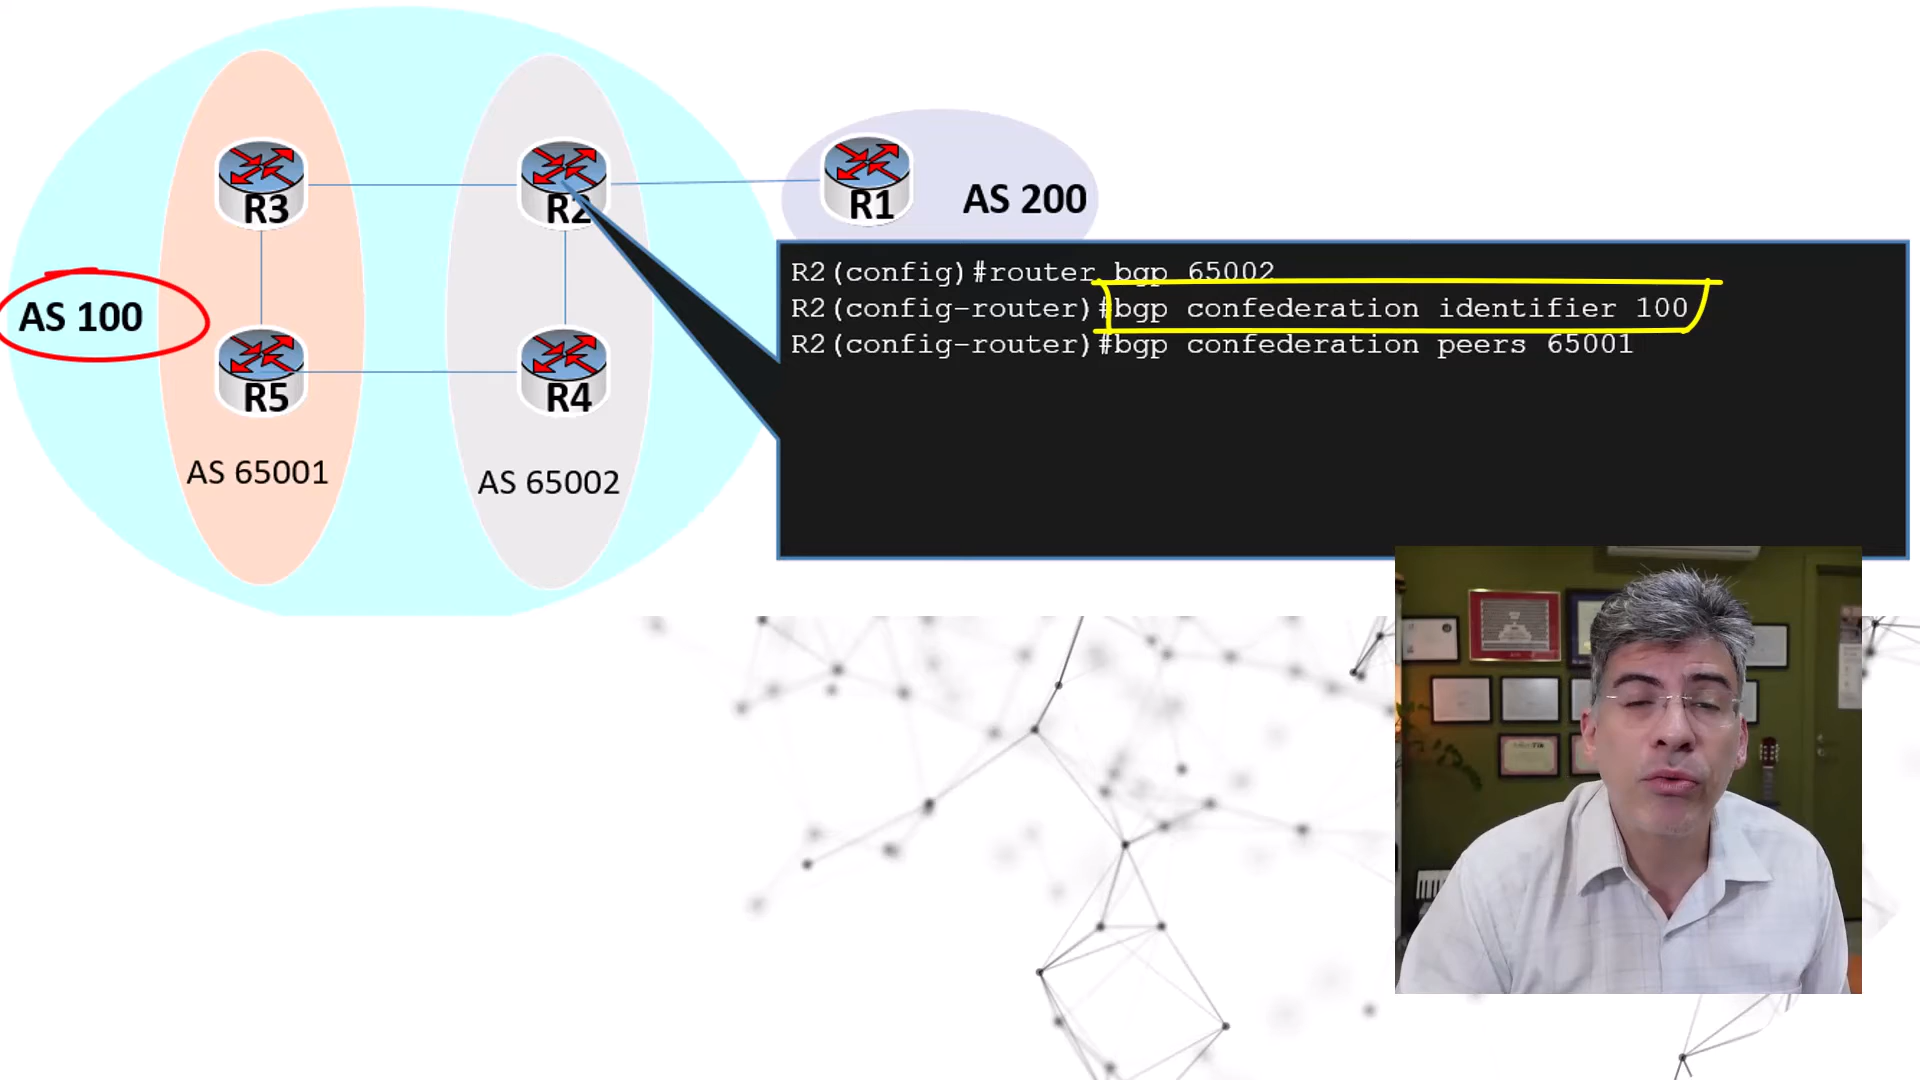 R3
R2
R1
AS 200
R2(config)#router bgp 65002
AS 100
R2(config-router)#bgp confederation identifier 100
R2(config-router)#bgp confederation peers 65001
R5
R4
AS 65001
AS 65002